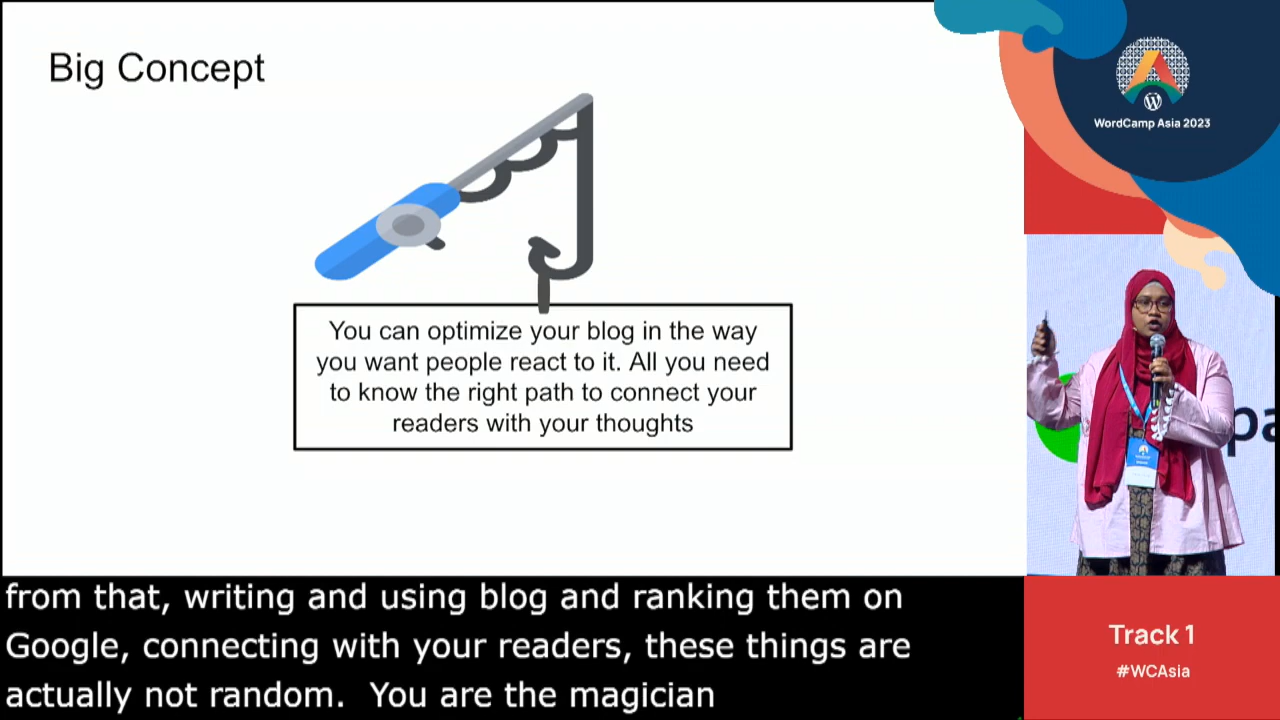 Big Concept
You can optimize your blog in the way
you want people react to it. All you need
to know the right path to connect your
readers with your thoughts
WordCamp Asia 2023
pa
from that, writing and using blog and ranking them on
Google, connecting with your readers, these things are
actually not random.  You are the magician
Track 1
#WCAsia